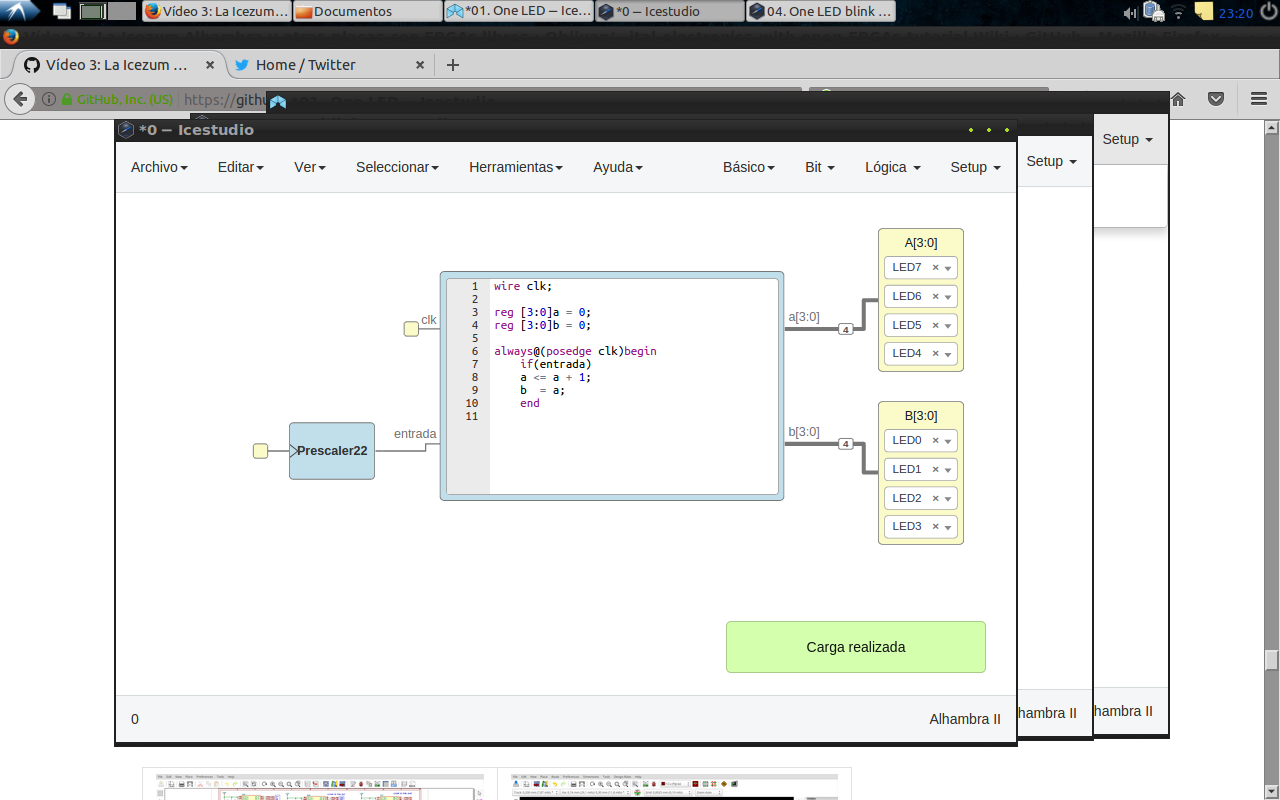 Vídeo 3: La Icezum...
Documentos
*01. One LED — Ice...
*0 — Icestudio
04. One LED blink ...
23:20
Vídeo 3: La Icezum ...
Home / Twitter
GitHub, Inc. (US)
https://githu
*0 — Icestudio
Archivo
Editar
Ver
Seleccionar
Herramientas
Ayuda
Básico
Bit
Lógica
Setup
Setup
Setup
clk
1 wire clk;
2
3 reg [3:0]a = 0;
4 reg [3:0]b = 0;
5
6 always@(posedge clk)begin
7 if(entrada)
8 a <= a + 1;
9 b = a;
10 end
11
Prescaler22
entrada
a[3:0]
4
b[3:0]
4
A[3:0]
LED7
LED6
LED5
LED4
B[3:0]
LED0
LED1
LED2
LED3
Carga realizada
0
Alhambra II
hambra II
hambra II